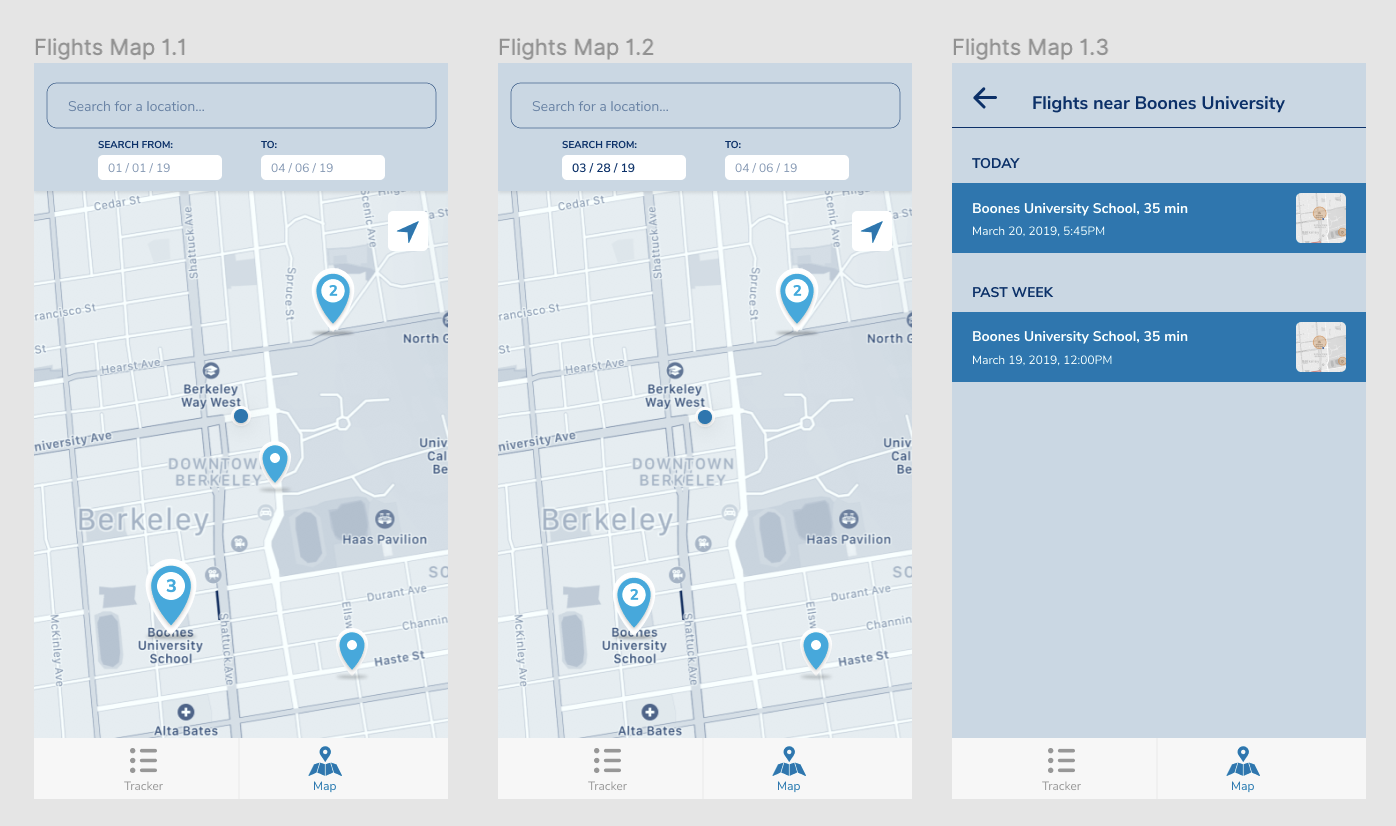 Flights Map 1.1
Search for a location...
SEARCH FROM:
TO:
01 / 01 / 19
04 / 06 / 19
Cedar St
Shattuck Ave
Scenic Ave
a St
Spruce St
2
rancisco St
North G
St
Hearst Ave
Berkeley
Way West
niversity Ave
Univ
Cal
Be
DOWNTOWN
BERKELEY
Berkeley
Haas Pavilion
SO
3
Durant Ave
Ellsw
Channin
McKinley Ave
Shattuck Ave
Boones
University
School
Haste St
Alta Bates
Tracker
Map
Flights Map 1.2
Search for a location...
SEARCH FROM:
TO:
03 / 28 / 19
04 / 06 / 19
Cedar St
Shattuck Ave
Scenic Ave
a St
Spruce St
2
rancisco St
North G
St
Hearst Ave
Berkeley
Way West
niversity Ave
Univ
Cal
Be
DOWNTOWN
BERKELEY
Berkeley
Haas Pavilion
SO
2
Durant Ave
Ellsw
Channin
McKinley Ave
Shattuck Ave
Boones
University
School
Haste St
Alta Bates
Tracker
Map
Flights Map 1.3
Flights near Boones University
TODAY
Boones University School, 35 min
March 20, 2019, 5:45PM
PAST WEEK
Boones University School, 35 min
March 19, 2019, 12:00PM
Tracker
Map